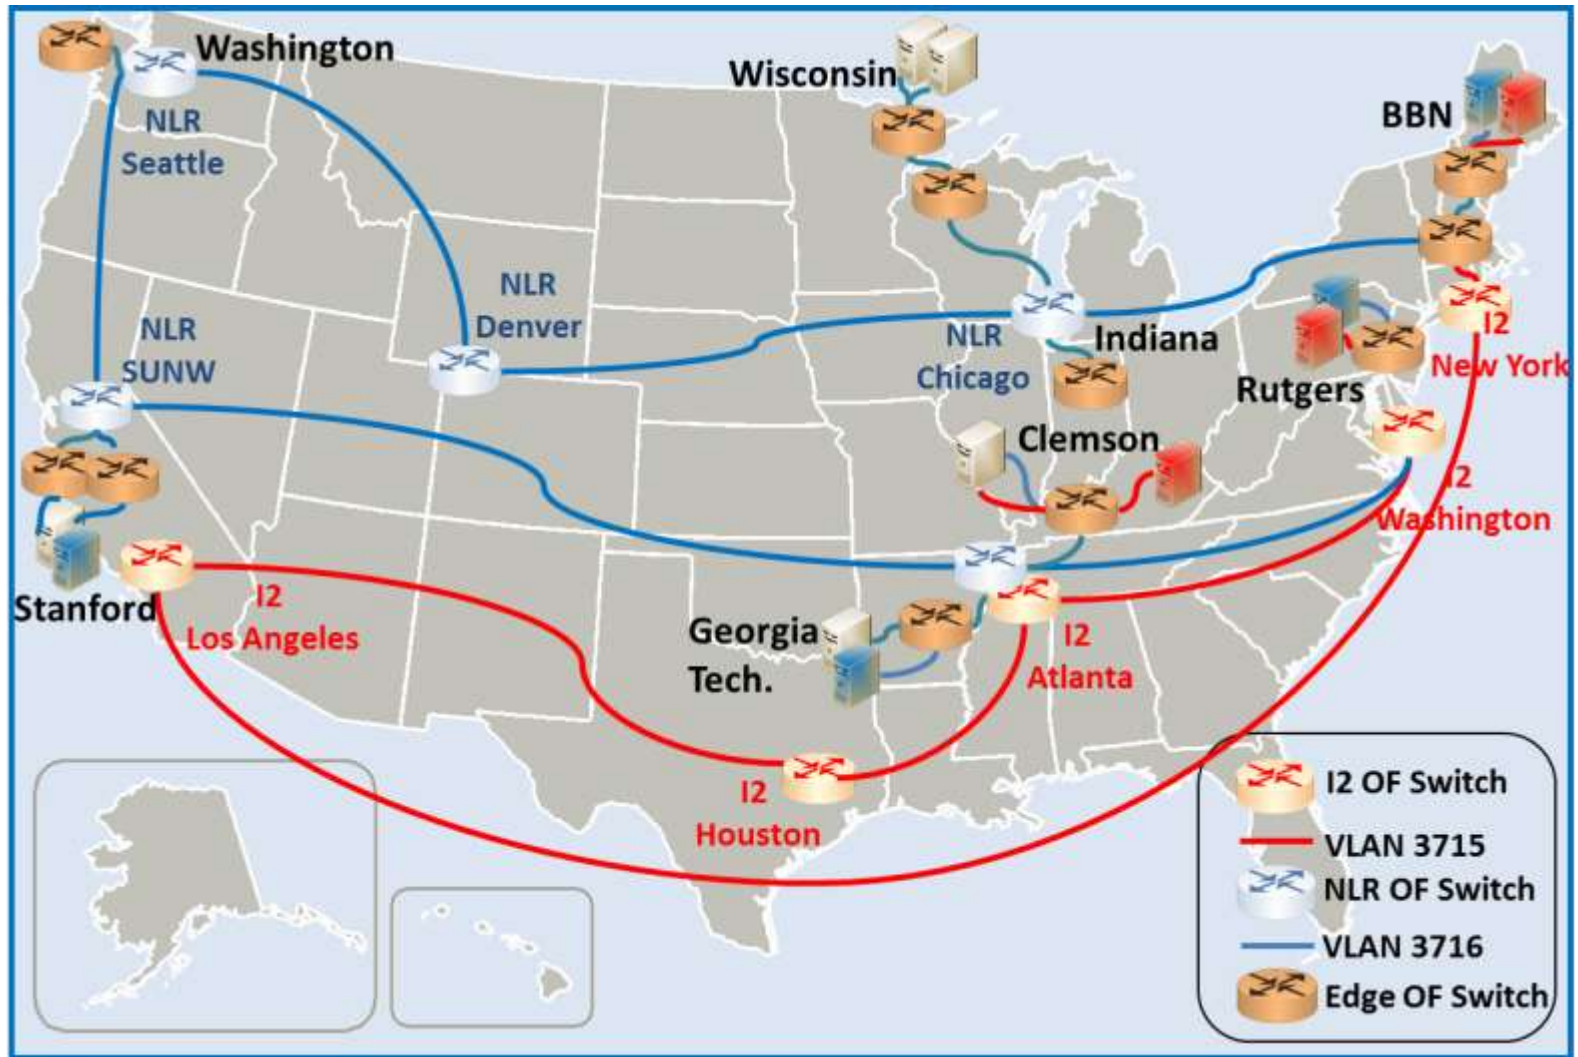 Washington
Wisconsin
BBN
NLR
Seattle
NLR
Denver
NLR
SUNW
NLR
Chicago
Indiana
I2
New York
Rutgers
Clemson
I2
Washington
Stanford
I2
Los Angeles
Georgia
Tech.
I2
Atlanta
I2
Houston
I2 OF Switch
VLAN 3715
NLR OF Switch
VLAN 3716
Edge OF Switch